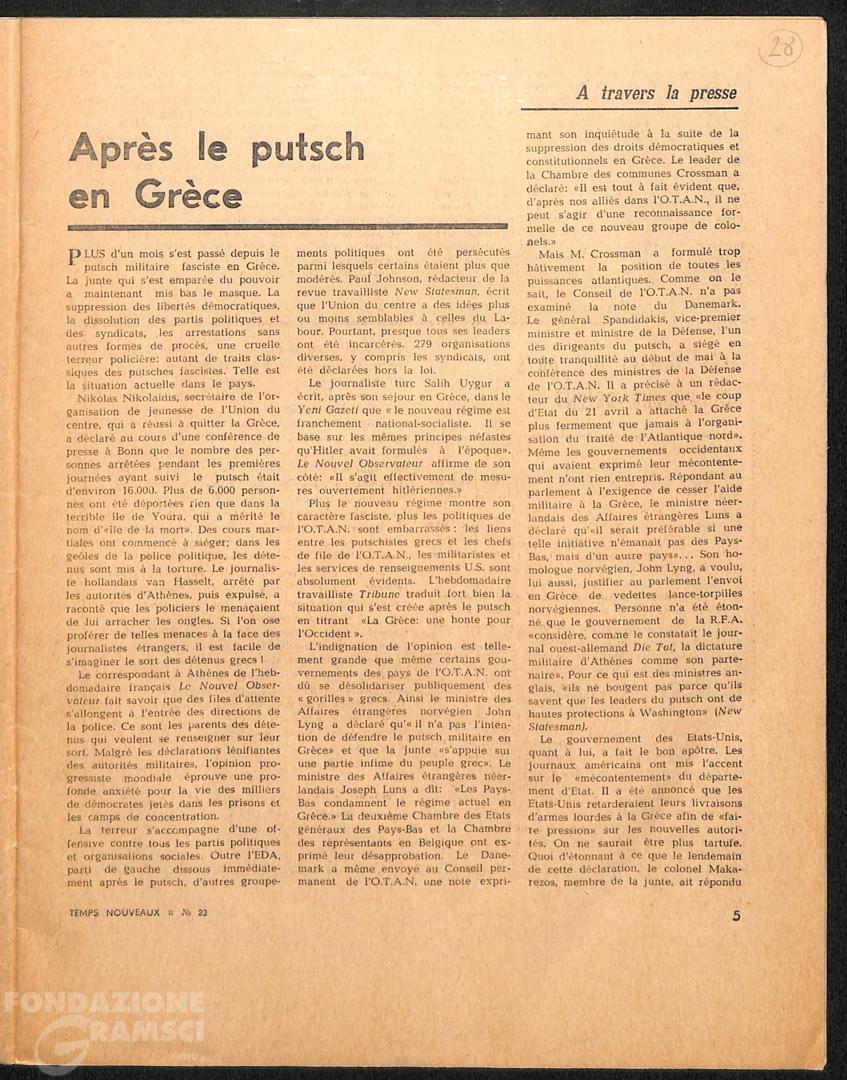 28
A travers la presse
Après le putsch
en Grèce
PLUS d'un mois s'est passé depuis le
putsch militaire fasciste en Grèce.
La junte qui s'est emparée du pouvoir
a maintenant mis bas le masque. La
suppression des libertés démocratiques,
la dissolution des partis politiques et
des syndicats, les arrestations sans
autres formes de procès, une cruelle
terreur policière: autant de traits clas-
siques des putsches fascistes. Telle est
la situation actuelle dans le pays.
Nikolas Nikolaidis, secrétaire de l'or-
ganisation de jeunesse de l'Union du
centre, qui a réussi à quitter la Grèce,
a déclaré au cours d'une conférence de
presse à Bonn que le nombre des per-
sonnes arrêtées pendant les premières
journées ayant suivi le putsch était
d'environ 16.000. Plus de 6.000 person-
nes ont été déportées rien que dans la
terrible île de Youra, qui a mérité le
nom d'«île de la mort». Des cours mar-
tiales ont commencé à siéger; dans les
geôles de la police politique, les déte-
nus sont mis à la torture. Le journalis-
te hollandais van Hasselt, arrêté par
les autorités d'Athènes, puis expulsé, a
raconté que les policiers le menaçaient
de lui arracher les ongles. Si l'on ose
proférer de telles menaces à la face des
journalistes étrangers, il est facile de
s'imaginer le sort des détenus grecs !
Le correspondant à Athènes de l'heb-
domadaire français Le Nouvel Obser-
vateur fait savoir que des files d'attente
s'allongent à l'entrée des directions de
la police. Ce sont les parents des déte-
nus qui veulent se renseigner sur leur
sort. Malgré les déclarations lénifiantes
des autorités militaires, l'opinion pro-
gressiste mondiale éprouve une pro-
fonde anxiété pour la vie des milliers
de démocrates jetés dans les prisons et
les camps de concentration.
La terreur s'accompagne d'une of-
fensive contre tous les partis politiques
et organisations sociales. Outre l'EDA,
parti de gauche dissous immédiate-
ment après le putsch, d'autres groupe-
ments politiques ont été persécutés
parmi lesquels certains étaient plus que
modérés. Paul Johnson, rédacteur de la
revue travailliste New Statesman, écrit
que l'Union du centre a des idées plus
ou moins semblables à celles du La-
bour. Pourtant, presque tous ses leaders
ont été incarcérés. 279 organisations
diverses, y compris les syndicats, ont
été déclarées hors la loi.
Le journaliste turc Salih Uygur a
écrit, après son séjour en Grèce, dans le
Yeni Gazeti que « le nouveau régime est
franchement national-socialiste. Il se
base sur les mêmes principes néfastes
qu'Hitler avait formulés à l'époque».
Le Nouvel Observateur affirme de son
côté: «Il s'agit effectivement de mesu-
res ouvertement hitlériennes.»
Plus le nouveau régime montre son
caractère fasciste, plus les politiques de
l'O.T.A.N. sont embarrassés : les liens
entre les putschistes grecs et les chefs
de file de l'O.T.A.N., les militaristes et
les services de renseignements U.S. sont
absolument évidents. L'hebdomadaire
travailliste Tribune traduit fort bien la
situation qui s'est créée après le putsch
en titrant «La Grèce: une honte pour
l'Occident ».
L'indignation de l'opinion est telle-
ment grande que même certains gou-
vernements des pays de l'O.T.A.N. ont
dû se désolidariser publiquement des
« gorilles » grecs. Ainsi le ministre des
Affaires étrangères norvégien John
Lyng a déclaré qu'« il n'a pas l'inten-
tion de défendre le putsch militaire en
Grèce» et que la junte «s'appuie sur
une partie infime du peuple grec». Le
ministre des Affaires étrangères néer-
landais Joseph Luns a dit: «Les Pays-
Bas condamnent le régime actuel en
Grèce.» La deuxième Chambre des Etats
généraux des Pays-Bas et la Chambre
des représentants en Belgique ont ex-
primé leur désapprobation. Le Dane-
mark a même envoyé au Conseil per-
manent de l'O.T.A.N. une note expri-
mant son inquiétude à la suite de la
suppression des droits démocratiques et
constitutionnels en Grèce. Le leader de
la Chambre des communes Crossman a
déclaré: «Il est tout à fait évident que,
d'après nos alliés dans l'O.T.A.N., il ne
peut s'agir d'une reconnaissance for-
melle de ce nouveau groupe de colo-
nels.»
Mais M. Crossman a formulé trop
hâtivement la position de toutes les
puissances atlantiques. Comme on le
sait, le Conseil de l'O.T.A.N. n'a pas
examiné la note du Danemark.
Le général Spandidakis, vice-premier
ministre et ministre de la Défense, l'un
des dirigeants du putsch, a siégé en
toute tranquillité au début de mai à la
conférence des ministres de la Défense
de l'O.T.A.N. Il a précisé à un rédac-
teur du New York Times que «le coup
d'Etat du 21 avril a attaché la Grèce
plus fermement que jamais à l'organi-
sation du traité de l'Atlantique nord».
Même les gouvernements occidentaux
qui avaient exprimé leur mécontente-
ment n'ont rien entrepris. Répondant au
parlement à l'exigence de cesser l'aide
militaire à la Grèce, le ministre néer-
landais des Affaires étrangères Luns a
déclaré qu'«il serait préférable si une
telle initiative n'émanait pas des Pays-
Bas, mais d'un autre pays»... Son ho-
mologue norvégien, John Lyng, a voulu,
lui aussi, justifier au parlement l'envoi
en Grèce de vedettes lance-torpilles
norvégiennes. Personne n'a été éton-
né que le gouvernement de la R.F.A.
«considère, comme le constatait le jour-
nal ouest-allemand Die Tat, la dictature
militaire d'Athènes comme son parte-
naire». Pour ce qui est des ministres an-
glais, «ils ne bougent pas parce qu'ils
savent que les leaders du putsch ont de
hautes protections à Washington» (New
Statesman).
Le gouvernement des Etats-Unis,
quant à lui, a fait le bon apôtre. Les
journaux américains ont mis l'accent
sur le «mécontentement» du départe-
ment d'Etat. Il a été annoncé que les
Etats-Unis retarderaient leurs livraisons
d'armes lourdes à la Grèce afin de «fai-
re pression» sur les nouvelles autori-
tés. On ne saurait être plus tartufe.
Quoi d'étonnant à ce que le lendemain
de cette déclaration, le colonel Maka-
rezos, membre de la junte, ait répondu
TEMPS NOUVEAUX ☆ № 23
5
FONDAZIONE
GRAMSCI